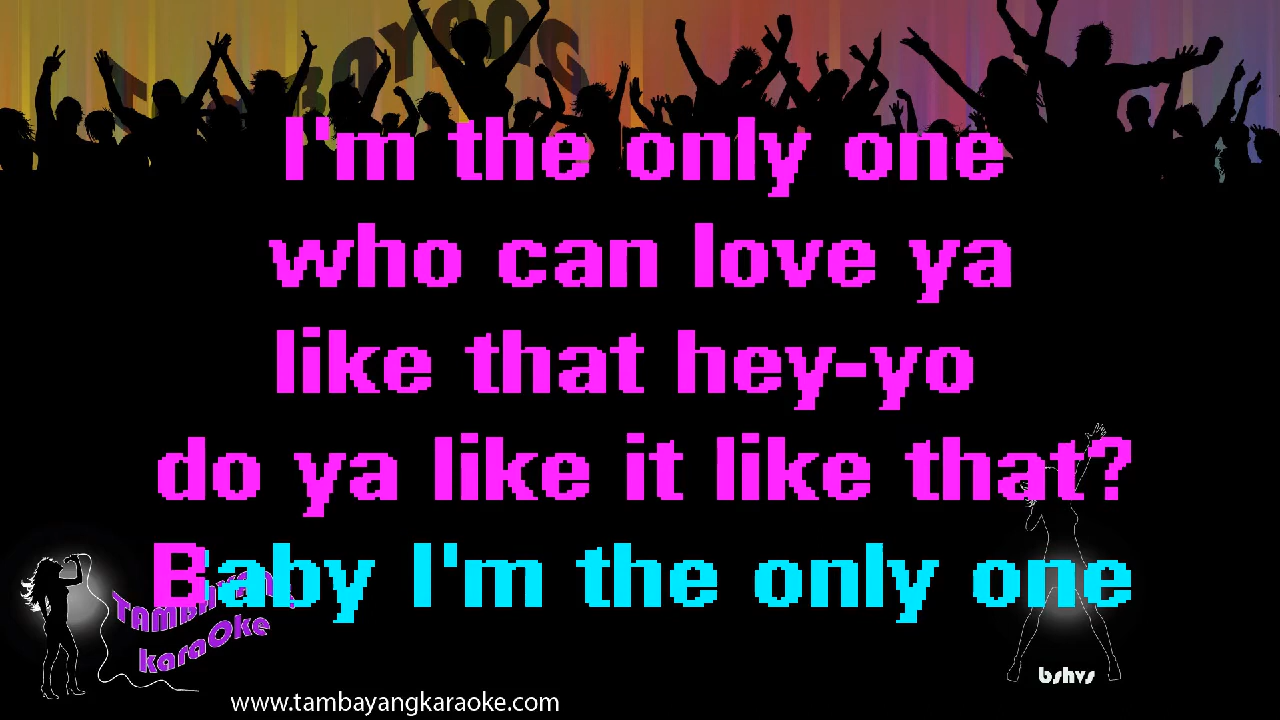 I'm the only one
who can love ya
like that hey-yo
do ya like it like that?
Baby I'm the only one
karaOke
bshvs
www.tambayangkaraoke.com